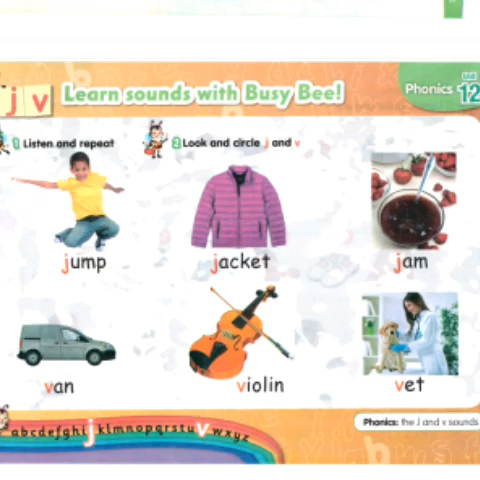 j v Learn sounds with Busy Bee! Phonics Unit 12
1 Listen and repeat 2 Look and circle j and v
jump jacket jam
van violin vet
abcdefghijklmnopqrstuvwxyz
Phonics: the j and v sounds